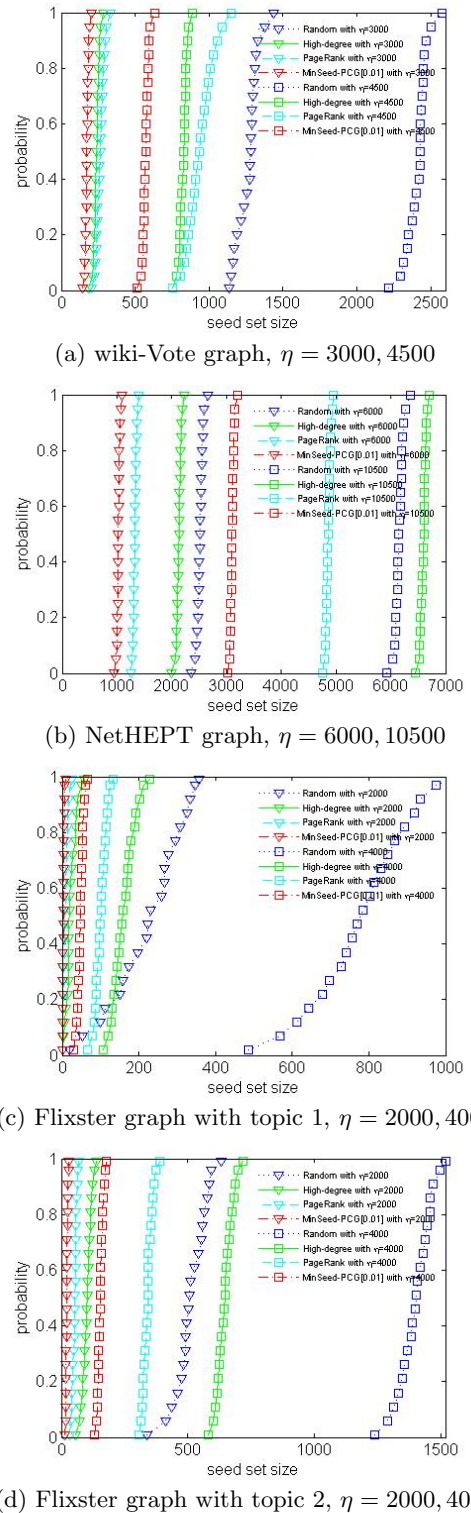 1
0.8
0.6
0.4
0.2
0
probability
0 500 1000 1500 2000 2500
seed set size
Random with η=3000
High-degree with η=3000
PageRank with η=3000
MinSeed-PCG[0.01] with η=3000
Random with η=4500
High-degree with η=4500
PageRank with η=4500
MinSeed-PCG[0.01] with η=4500
(a) wiki-Vote graph, η = 3000, 4500
1
0.8
0.6
0.4
0.2
0
probability
0 1000 2000 3000 4000 5000 6000 7000
seed set size
Random with η=6000
High-degree with η=6000
PageRank with η=6000
MinSeed-PCG[0.01] with η=6000
Random with η=10500
High-degree with η=10500
PageRank with η=10500
MinSeed-PCG[0.01] with η=10500
(b) NetHEPT graph, η = 6000, 10500
1
0.8
0.6
0.4
0.2
0
probability
0 200 400 600 800 1000
seed set size
Random with η=2000
High-degree with η=2000
PageRank with η=2000
MinSeed-PCG[0.01] with η=2000
Random with η=4000
High-degree with η=4000
PageRank with η=4000
MinSeed-PCG[0.01] with η=4000
(c) Flixster graph with topic 1, η = 2000, 400
1
0.8
0.6
0.4
0.2
0
probability
0 500 1000 1500
seed set size
Random with η=2000
High-degree with η=2000
PageRank with η=2000
MinSeed-PCG[0.01] with η=2000
Random with η=4000
High-degree with η=4000
PageRank with η=4000
MinSeed-PCG[0.01] with η=4000
(d) Flixster graph with topic 2, η = 2000, 400